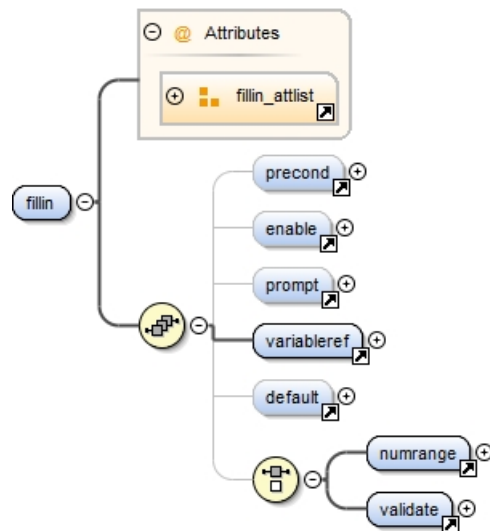 @ Attributes
fillin_attlist
precond
fillin
enable
prompt
variableref
default
numrange
validate